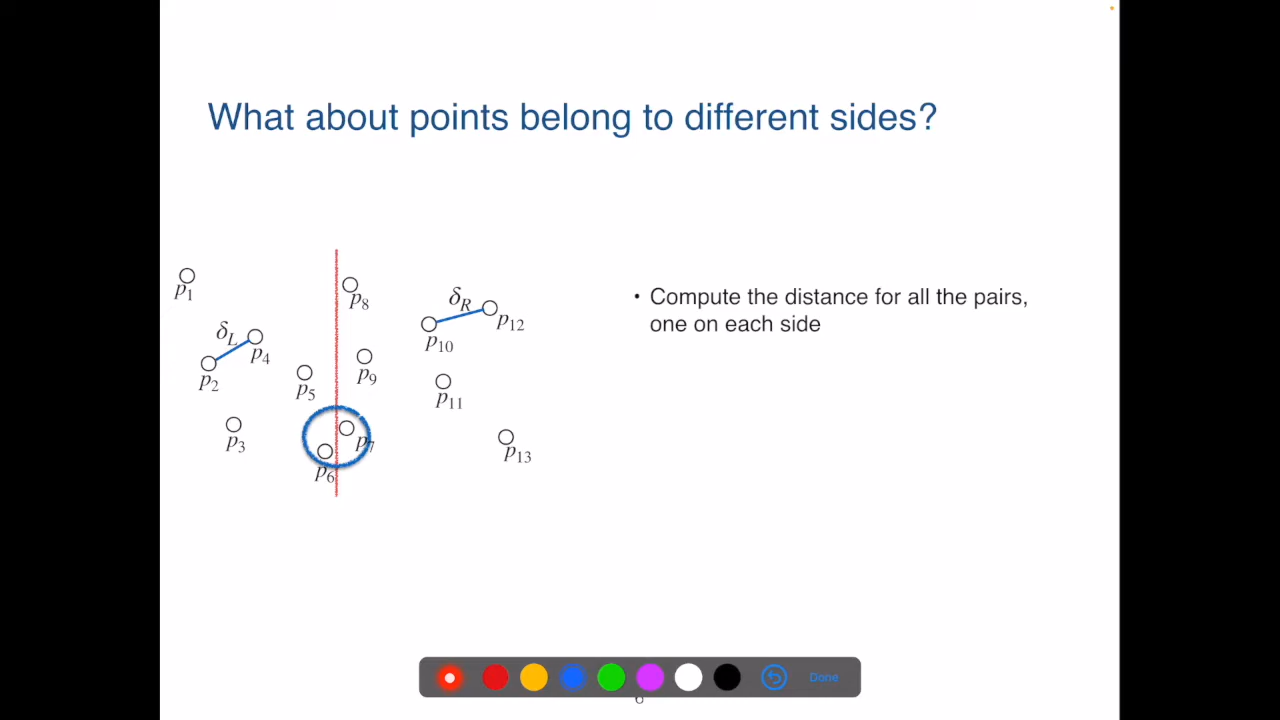 What about points belong to different sides?
p1
p8
δR
p12
p10
δL
p4
p2
p5
p9
p11
p3
p7
p6
p13
• Compute the distance for all the pairs,
one on each side
Done
6